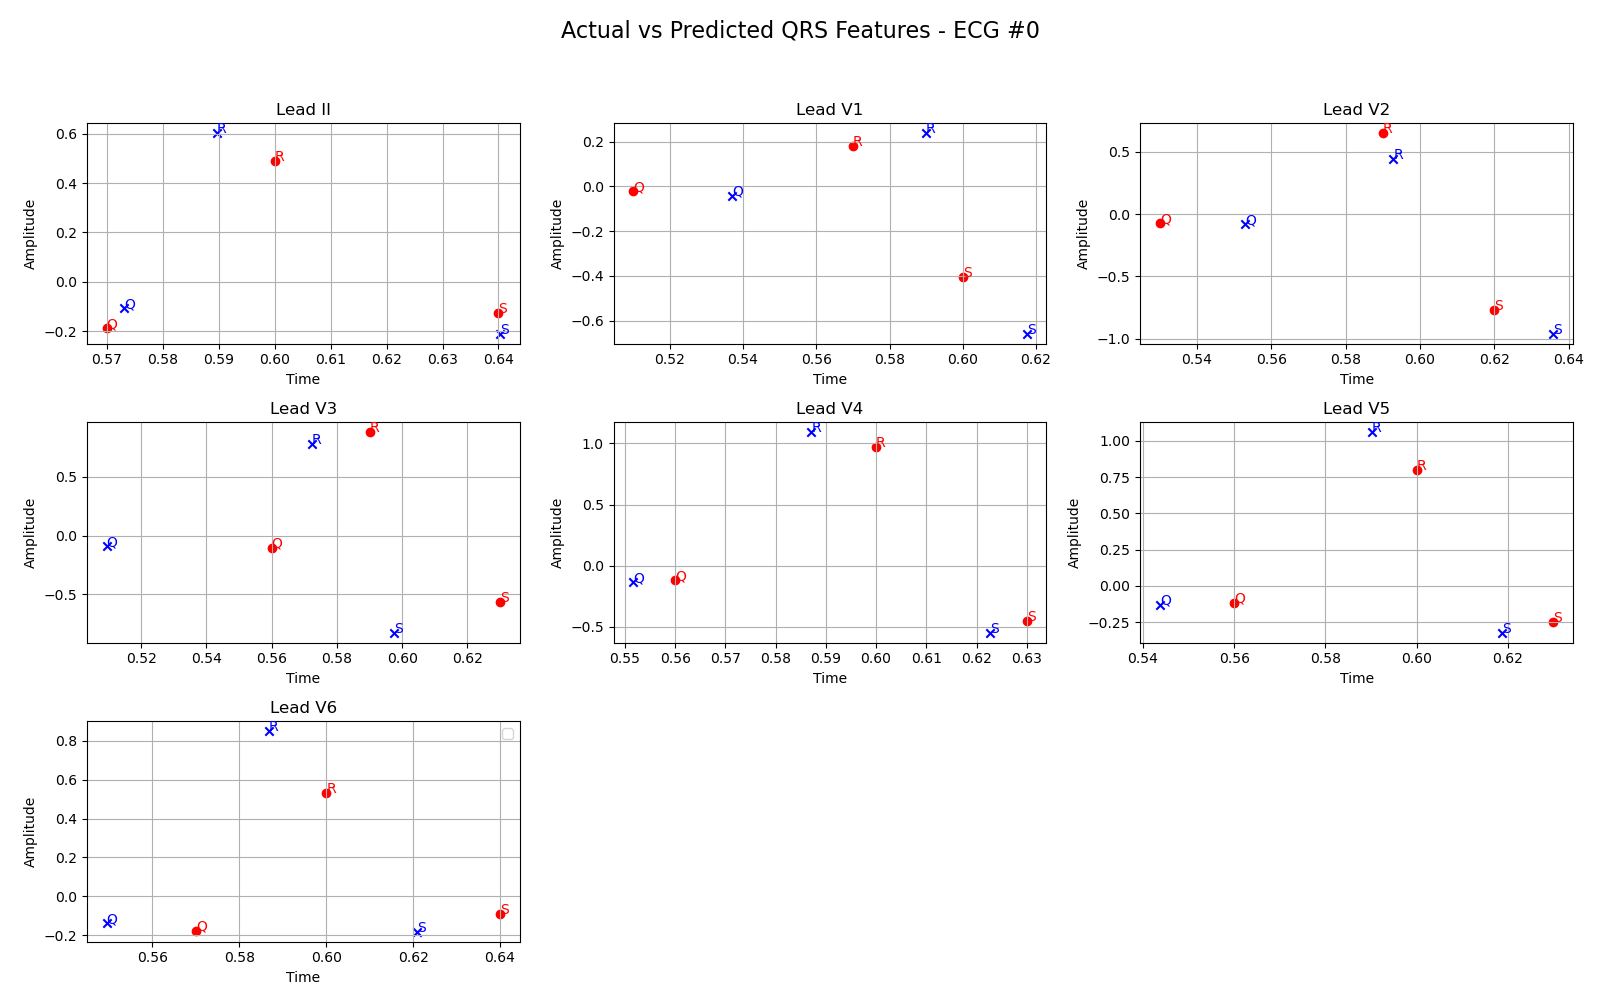 Actual vs Predicted QRS Features - ECG #0
Lead II
Amplitude
0.6
0.4
0.2
0.0
−0.2
R
R
Q
Q
S
S
0.57 0.58 0.59 0.60 0.61 0.62 0.63 0.64
Time
Lead V1
Amplitude
0.2
0.0
−0.2
−0.4
−0.6
R
R
Q
Q
S
S
0.52 0.54 0.56 0.58 0.60 0.62
Time
Lead V2
Amplitude
0.5
0.0
−0.5
−1.0
R
R
Q
Q
S
S
0.54 0.56 0.58 0.60 0.62 0.64
Time
Lead V3
Amplitude
0.5
0.0
−0.5
R
R
Q
Q
S
S
0.52 0.54 0.56 0.58 0.60 0.62
Time
Lead V4
Amplitude
1.0
0.5
0.0
−0.5
R
R
Q
Q
S
S
0.55 0.56 0.57 0.58 0.59 0.60 0.61 0.62 0.63
Time
Lead V5
Amplitude
1.00
0.75
0.50
0.25
0.00
−0.25
R
R
Q
Q
S
S
0.54 0.56 0.58 0.60 0.62
Time
Lead V6
Amplitude
0.8
0.6
0.4
0.2
0.0
−0.2
R
R
Q
Q
S
S
0.56 0.58 0.60 0.62 0.64
Time